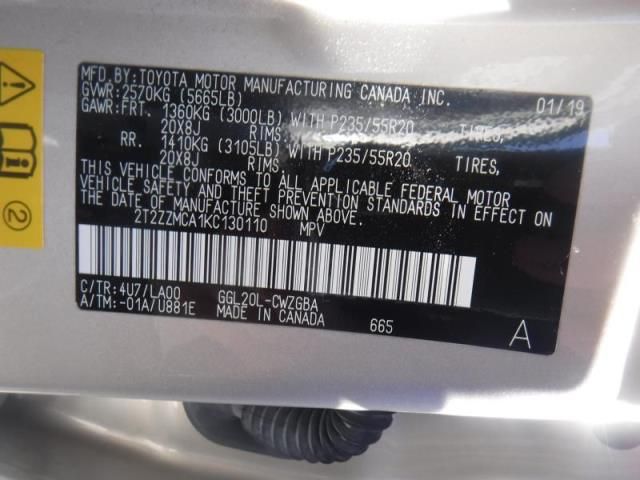 MFD. BY: TOYOTA MOTOR MANUFACTURING CANADA INC. 01/19
GVWR: 2570KG (5665LB)
GAWR: FRT. 1360KG (3000LB) WITH P235/55R20 TIRES,
20X8J RIMS
RR. 1410KG (3105LB) WITH P235/55R20 TIRES,
20X8J RIMS
THIS VEHICLE CONFORMS TO ALL APPLICABLE FEDERAL MOTOR
VEHICLE SAFETY AND THEFT PREVENTION STANDARDS IN EFFECT ON
THE DATE OF MANUFACTURE SHOWN ABOVE.
2T2ZZMCA1KC130110 MPV
C/TR: 4U7/LA00 GGL20L-CWZGBA
A/TM: -01A/U881E MADE IN CANADA 665 A
2